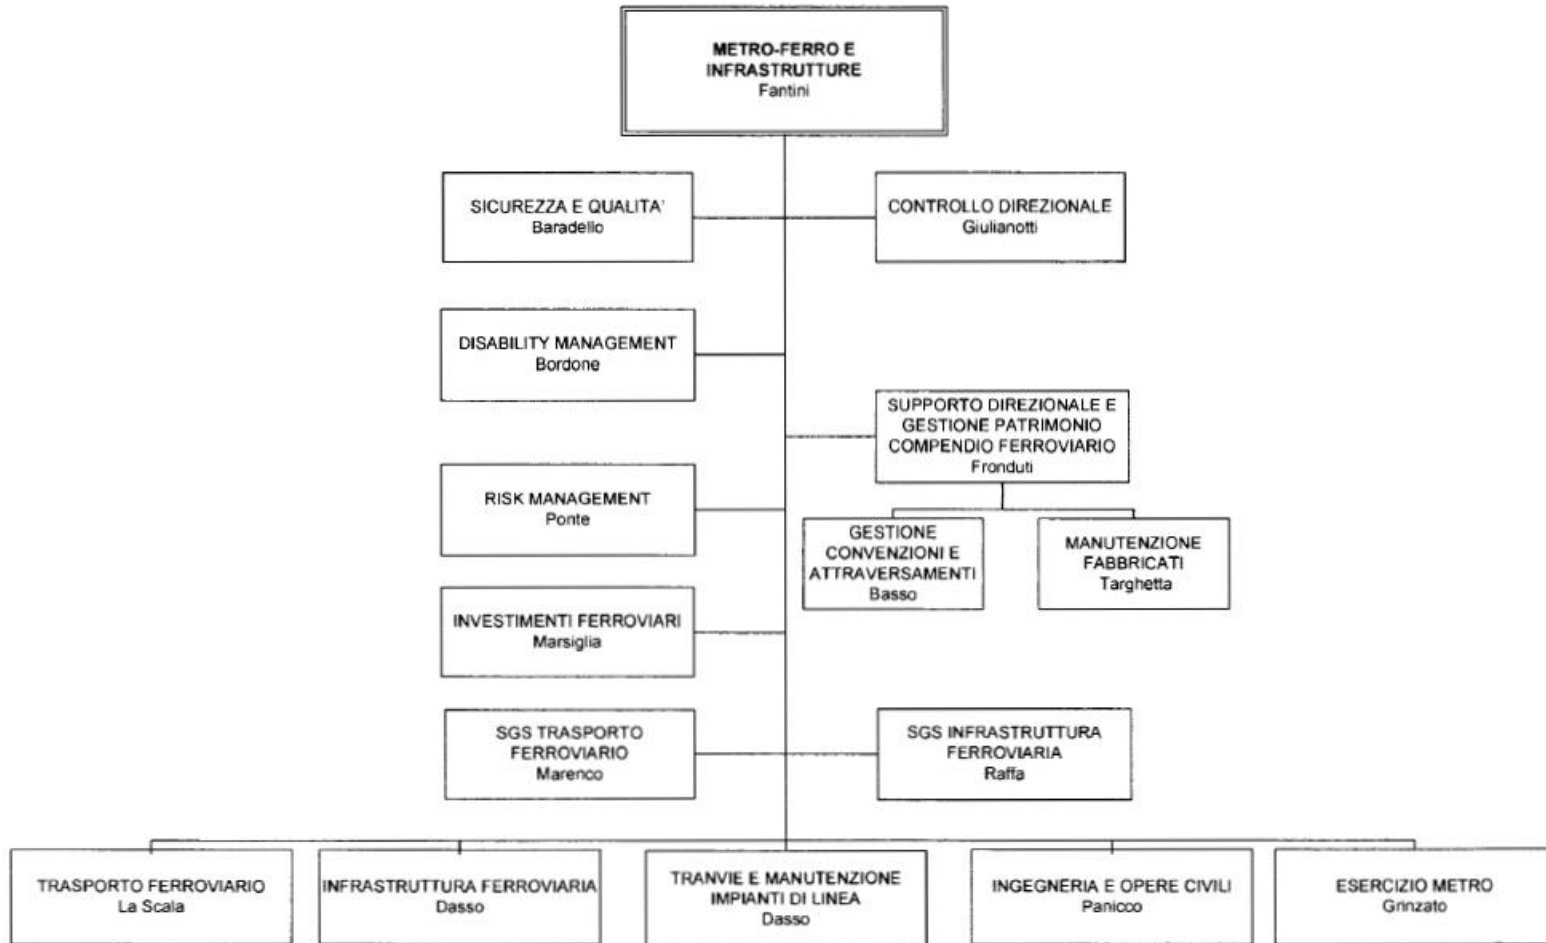 METRO-FERRO E
INFRASTRUTTURE
Fantini
SICUREZZA E QUALITA'
Baradello
CONTROLLO DIREZIONALE
Giulianotti
DISABILITY MANAGEMENT
Bordone
SUPPORTO DIREZIONALE E
GESTIONE PATRIMONIO
COMPENDIO FERROVIARIO
Fronduti
RISK MANAGEMENT
Ponte
GESTIONE
CONVENZIONI E
ATTRAVERSAMENTI
Basso
MANUTENZIONE
FABBRICATI
Targhetta
INVESTIMENTI FERROVIARI
Marsiglia
SGS TRASPORTO
FERROVIARIO
Marenco
SGS INFRASTRUTTURA
FERROVIARIA
Raffa
TRASPORTO FERROVIARIO
La Scala
INFRASTRUTTURA FERROVIARIA
Dasso
TRANVIE E MANUTENZIONE
IMPIANTI DI LINEA
Dasso
INGEGNERIA E OPERE CIVILI
Panicco
ESERCIZIO METRO
Grinzato